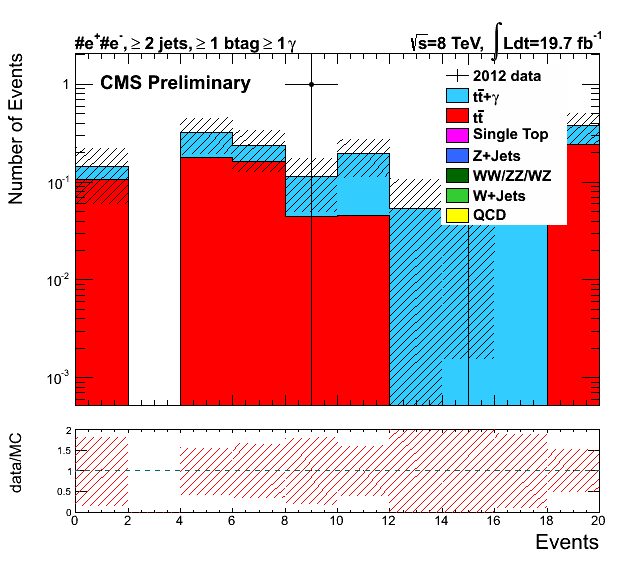 #e⁺#e⁻, ≥ 2 jets, ≥ 1 btag ≥ 1 γ
√s=8 TeV, ∫Ldt=19.7 fb⁻¹
Number of Events
CMS Preliminary
2012 data
tt̄+γ
tt̄
Single Top
Z+Jets
WW/ZZ/WZ
W+Jets
QCD
1
10⁻¹
10⁻²
10⁻³
data/MC
2
1.5
1
0.5
0
0 2 4 6 8 10 12 14 16 18 20
Events